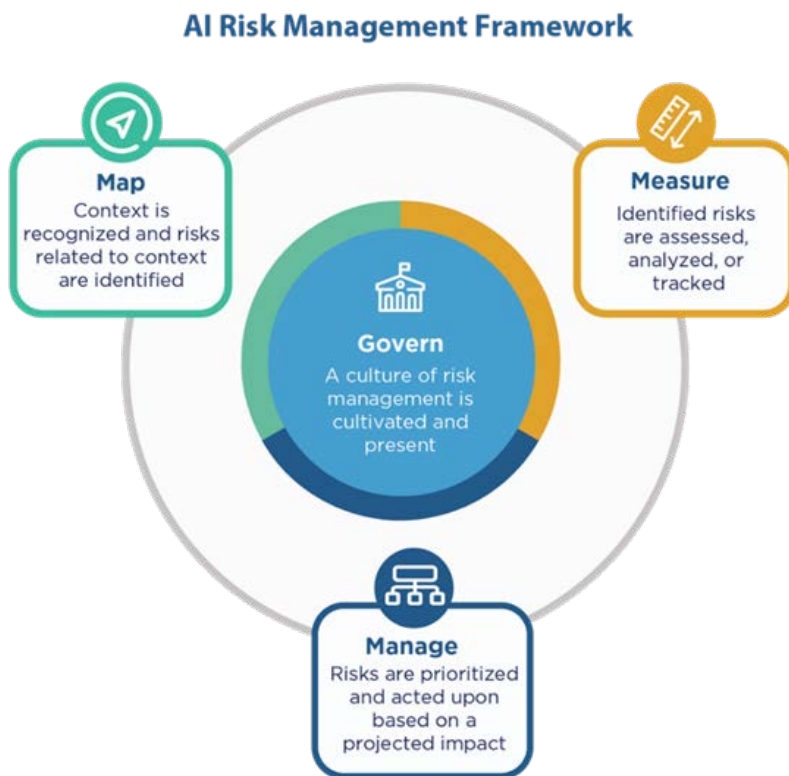 AI Risk Management Framework
Map
Context is
recognized and risks
related to context
are identified
Measure
Identified risks
are assessed,
analyzed, or
tracked
Govern
A culture of risk
management is
cultivated and
present
Manage
Risks are prioritized
and acted upon
based on a
projected impact